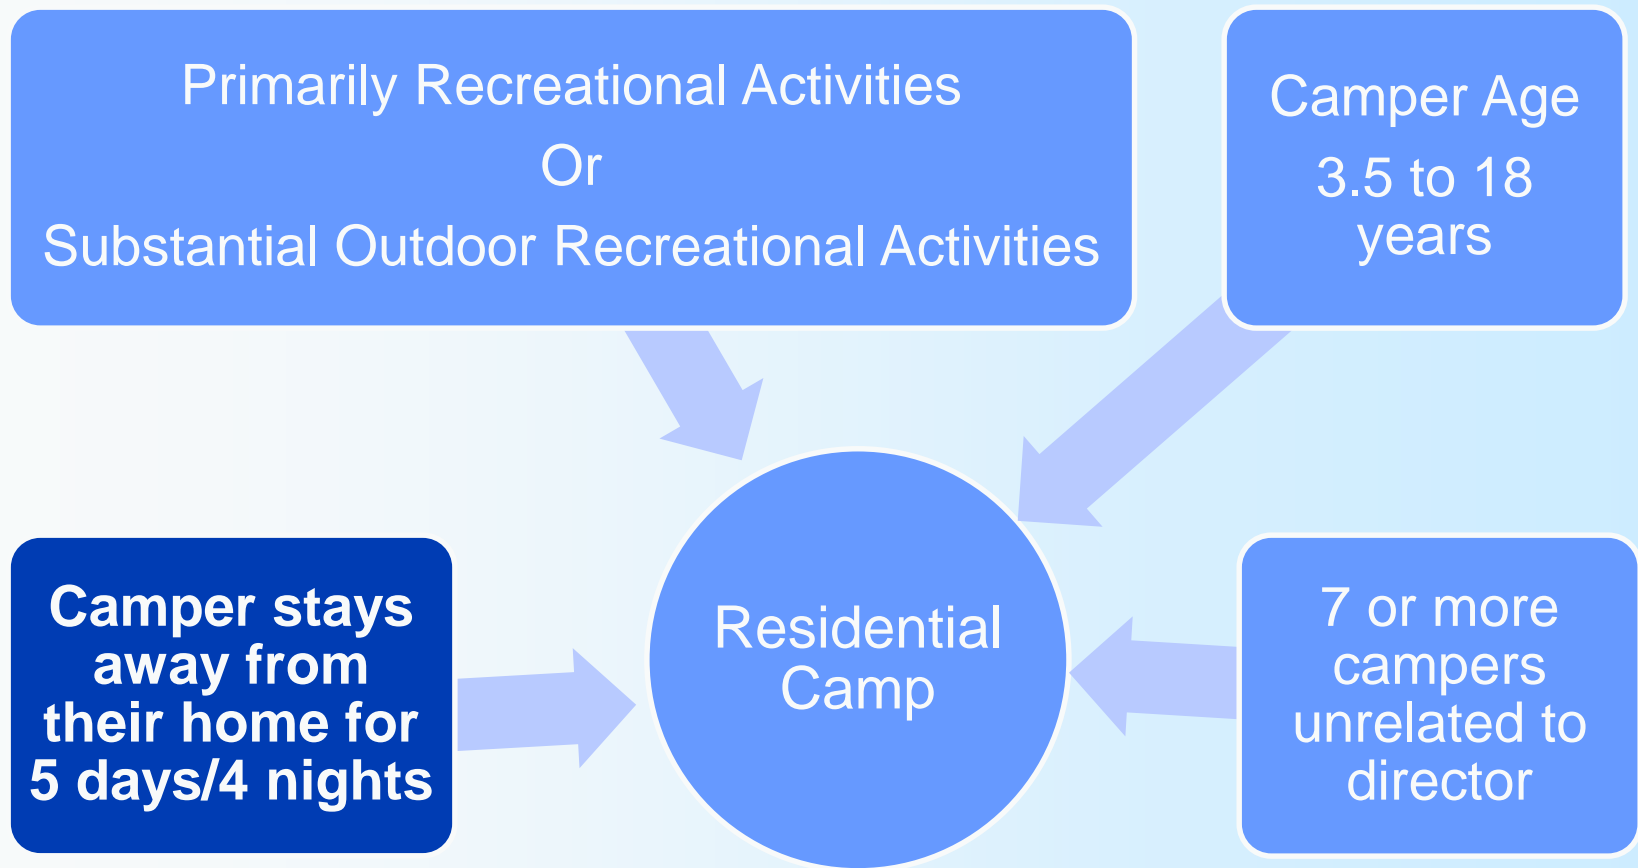 Primarily Recreational Activities
Or
Substantial Outdoor Recreational Activities
Camper Age
3.5 to 18
years
Camper stays
away from
their home for
5 days/4 nights
Residential
Camp
7 or more
campers
unrelated to
director